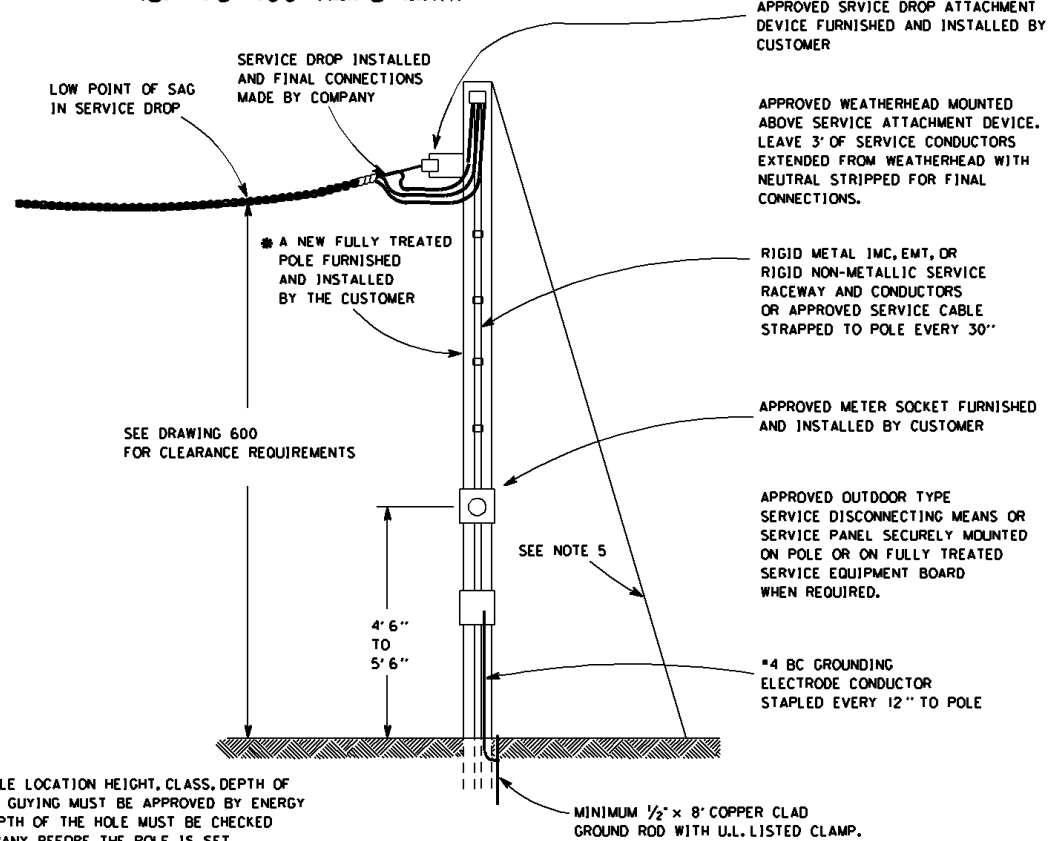 APPROVED SRVICE DROP ATTACHMENT
DEVICE FURNISHED AND INSTALLED BY
CUSTOMER
SERVICE DROP INSTALLED
AND FINAL CONNECTIONS
MADE BY COMPANY
LOW POINT OF SAG
IN SERVICE DROP
APPROVED WEATHERHEAD MOUNTED
ABOVE SERVICE ATTACHMENT DEVICE.
LEAVE 3' OF SERVICE CONDUCTORS
EXTENDED FROM WEATHERHEAD WITH
NEUTRAL STRIPPED FOR FINAL
CONNECTIONS.
* A NEW FULLY TREATED
POLE FURNISHED
AND INSTALLED
BY THE CUSTOMER
RIGID METAL IMC, EMT, OR
RIGID NON-METALLIC SERVICE
RACEWAY AND CONDUCTORS
OR APPROVED SERVICE CABLE
STRAPPED TO POLE EVERY 30''
APPROVED METER SOCKET FURNISHED
AND INSTALLED BY CUSTOMER
SEE DRAWING 600
FOR CLEARANCE REQUIREMENTS
APPROVED OUTDOOR TYPE
SERVICE DISCONNECTING MEANS OR
SERVICE PANEL SECURELY MOUNTED
ON POLE OR ON FULLY TREATED
SERVICE EQUIPMENT BOARD
WHEN REQUIRED.
SEE NOTE 5
4' 6''
TO
5' 6''
#4 BC GROUNDING
ELECTRODE CONDUCTOR
STAPLED EVERY 12'' TO POLE
LOCATION HEIGHT, CLASS, DEPTH OF
GUYING MUST BE APPROVED BY ENERGY
OF THE HOLE MUST BE CHECKED
BEFORE THE POLE IS SET
MINIMUM 1/2" x 8' COPPER CLAD
GROUND ROD WITH U.L. LISTED CLAMP.